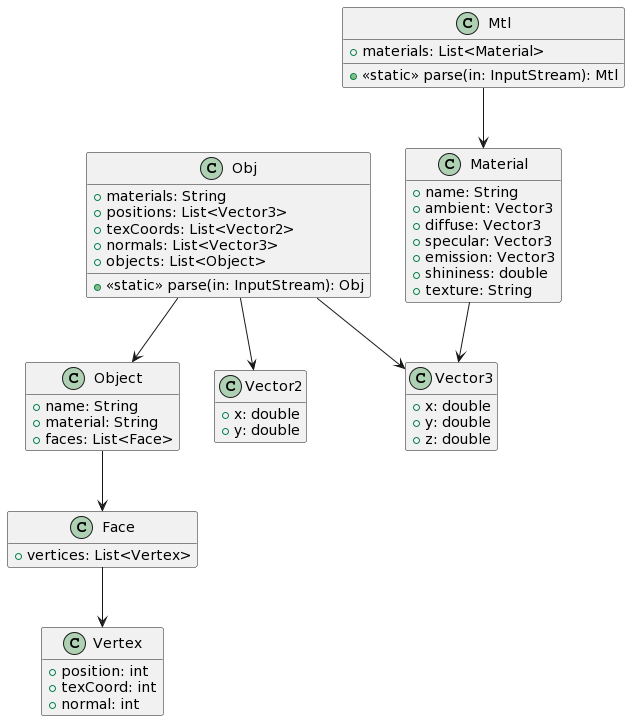 C Mtl
materials: List<Material>
«static» parse(in: InputStream): Mtl
C Obj
materials: String
positions: List<Vector3>
texCoords: List<Vector2>
normals: List<Vector3>
objects: List<Object>
«static» parse(in: InputStream): Obj
C Material
name: String
ambient: Vector3
diffuse: Vector3
specular: Vector3
emission: Vector3
shininess: double
texture: String
C Object
name: String
material: String
faces: List<Face>
C Vector2
x: double
y: double
C Vector3
x: double
y: double
z: double
C Face
vertices: List<Vertex>
C Vertex
position: int
texCoord: int
normal: int